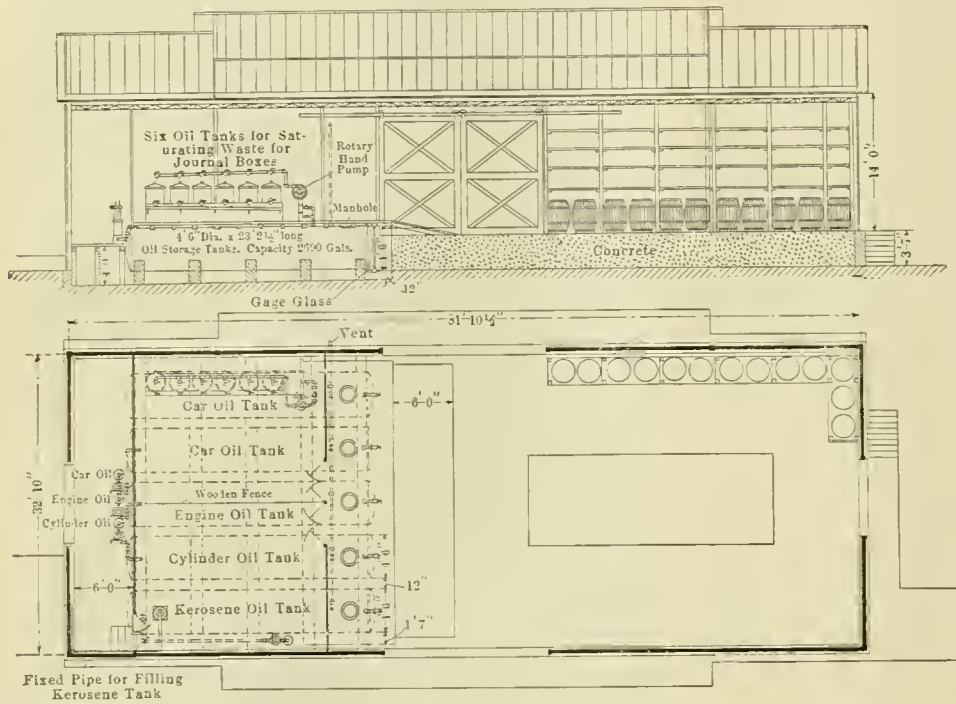 Six Oil Tanks for Sat-
urating Waste for
Journal Boxes
Rotary
Hand
Pump
Manhole
4' 6" Dia. x 23' 2¼" long
Oil Storage Tanks. Capacity 2690 Gals.
Concrete
14' 0"
Gage Glass
12"
81' 10½"
Vent
Car Oil Tank
6'-0"
Car Oil Tank
32' 10"
Car Oil
Engine Oil
Cylinder Oil
Wooden Fence
Engine Oil Tank
Cylinder Oil Tank
4' 6"
6'-0"
12"
Kerosene Oil Tank
1' 7"
Fixed Pipe for Filling
Kerosene Tank